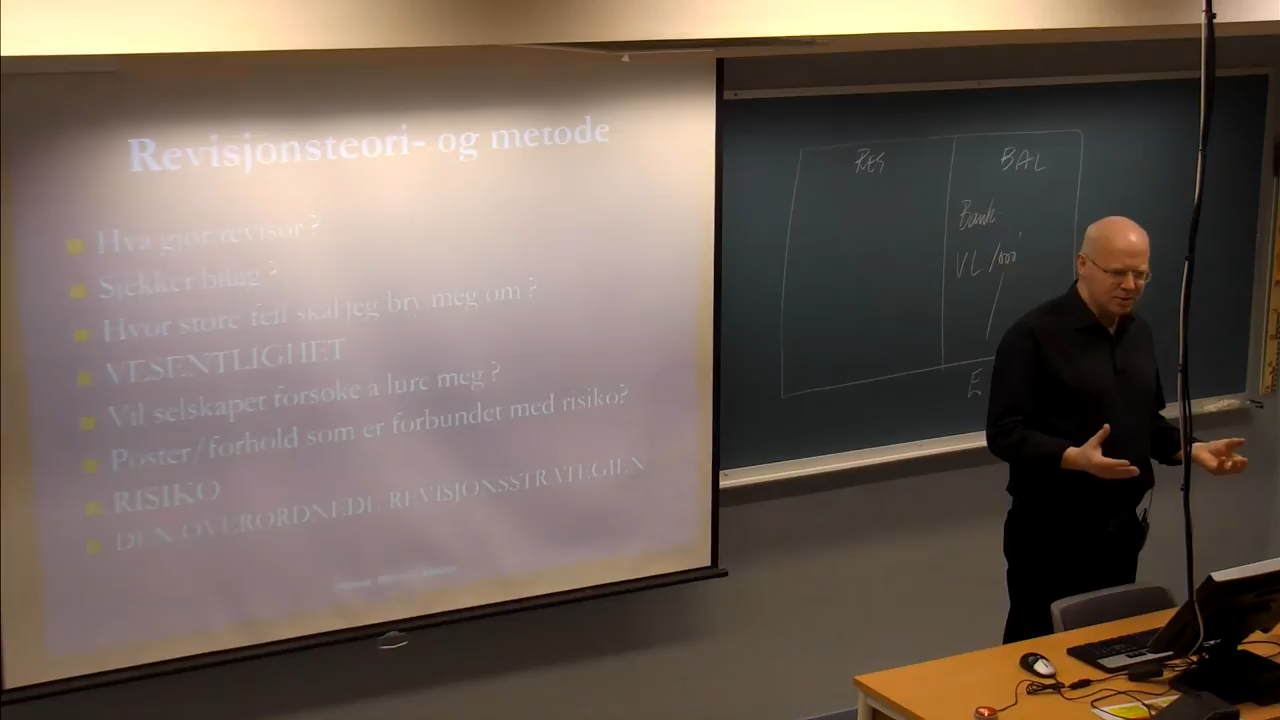 Revisjonsteori- og metode
Hva gjør revisor ?
Sjekker bilag ?
Hvor store feil skal jeg bry meg om ?
VESENTLIGHET
Vil selskapet forsøke å lure meg ?
Poster/forhold som er forbundet med risiko?
RISIKO
DEN OVERORDNEDE REVISJONSSTRATEGIEN
RES
BAL
Bank
VL
E